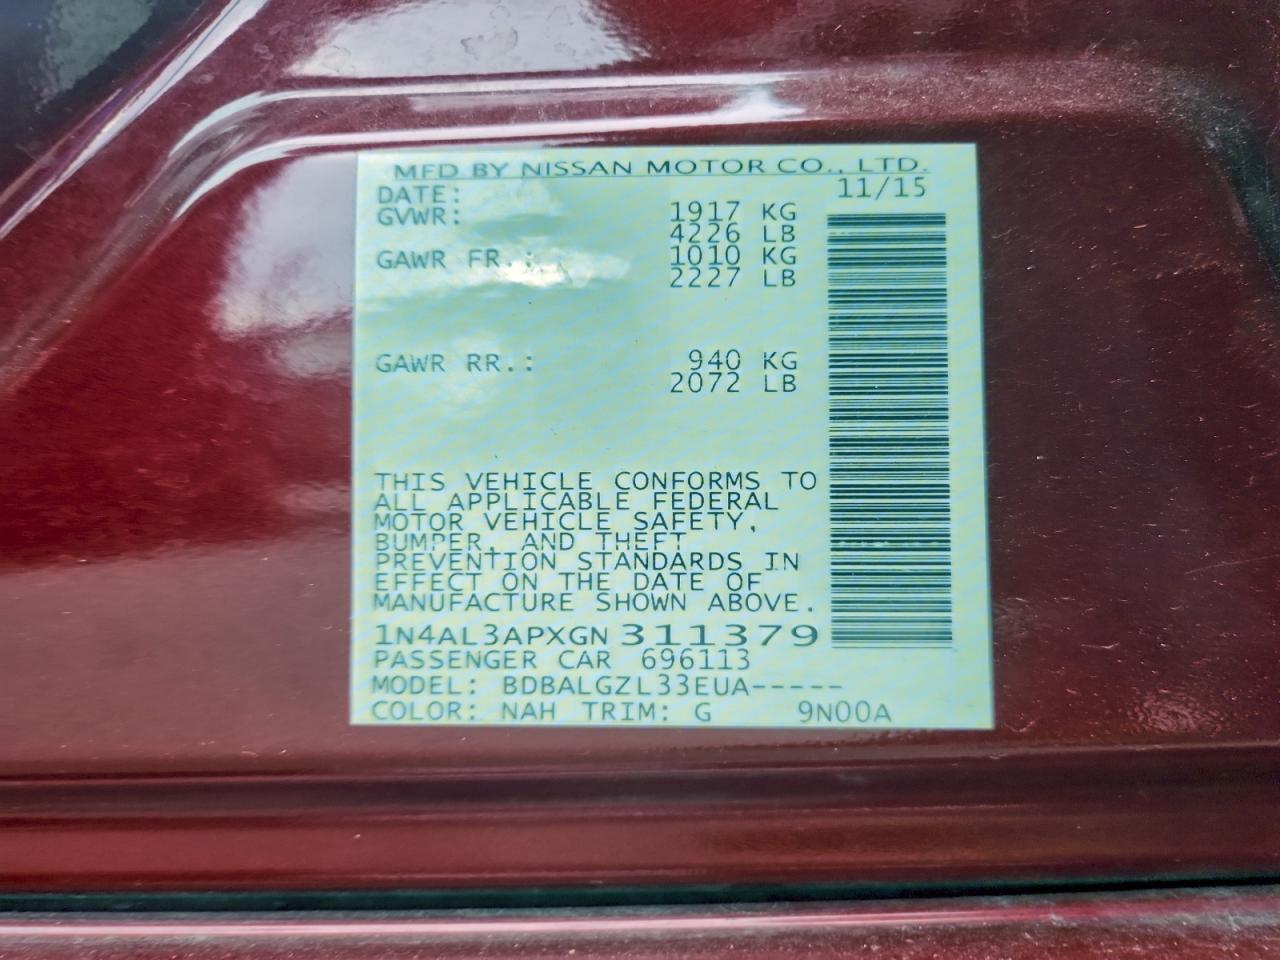 MFD BY NISSAN MOTOR CO., LTD.
DATE: 11/15
GVWR: 1917 KG
4226 LB
GAWR FR.: 1010 KG
2227 LB
GAWR RR.: 940 KG
2072 LB
THIS VEHICLE CONFORMS TO
ALL APPLICABLE FEDERAL
MOTOR VEHICLE SAFETY,
BUMPER, AND THEFT
PREVENTION STANDARDS IN
EFFECT ON THE DATE OF
MANUFACTURE SHOWN ABOVE.
1N4AL3APXGN311379
PASSENGER CAR 696113
MODEL: BDBALGZL33EUA-----
COLOR: NAH TRIM: G 9N00A